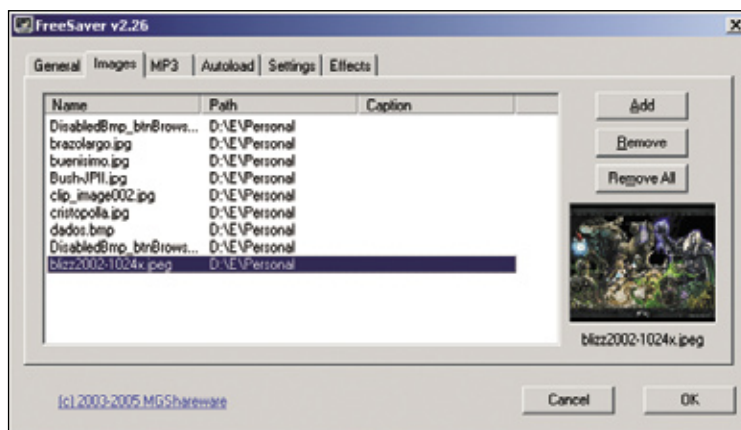 FreeSaver v2.26
General Images MP3 Autoload Settings Effects
Name Path Caption
DisabledBmp_btnBrows... D:\E\Personal
brazolargo.jpg D:\E\Personal
buenisimo.jpg D:\E\Personal
Bush-JPII.jpg D:\E\Personal
clip_image002.jpg D:\E\Personal
cristopolla.jpg D:\E\Personal
dados.bmp D:\E\Personal
DisabledBmp_btnBrows... D:\E\Personal
blizz2002-1024x.jpeg D:\E\Personal
Add
Remove
Remove All
blizz2002-1024x.jpeg
(c) 2003-2005 MGShareware
Cancel OK